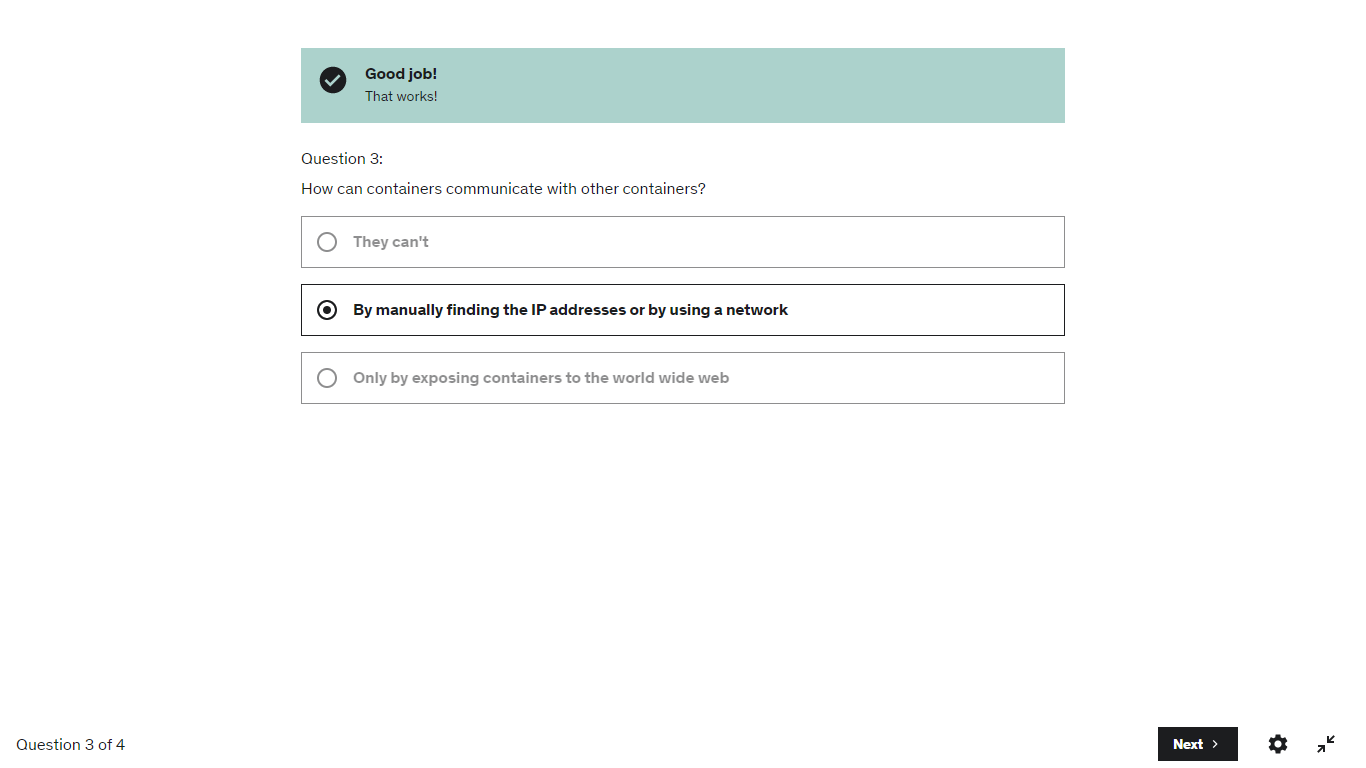 Good job!
That works!
Question 3:
How can containers communicate with other containers?
They can't
By manually finding the IP addresses or by using a network
Only by exposing containers to the world wide web
Question 3 of 4
Next